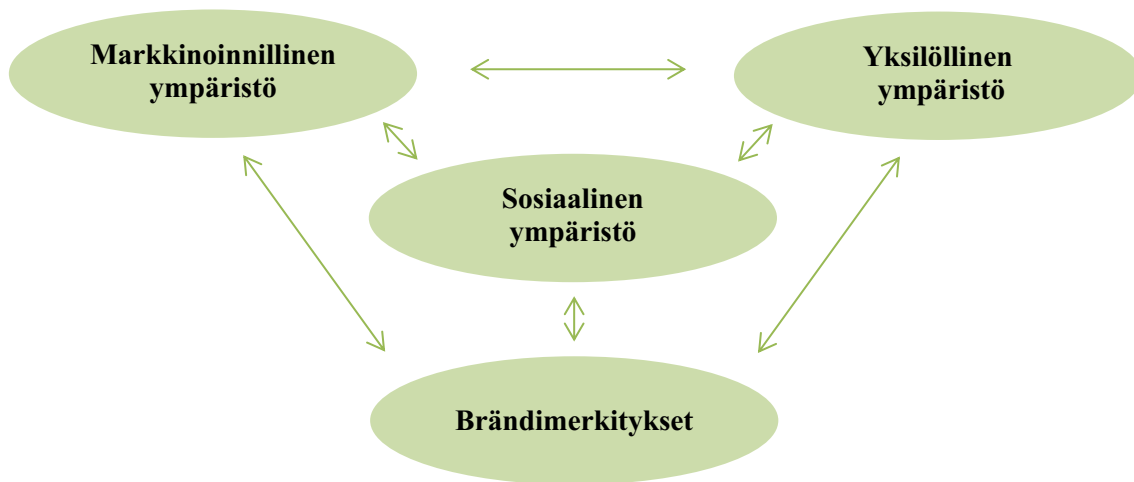 Markkinoinnillinen
ympäristö
Yksilöllinen
ympäristö
Sosiaalinen
ympäristö
Brändimerkitykset